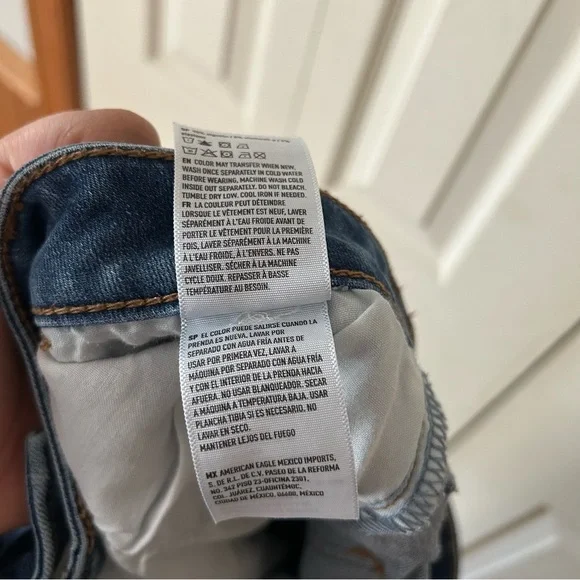 EN COLOR MAY TRANSFER WHEN NEW,
WASH ONCE SEPARATELY IN COLD WATER
BEFORE WEARING, MACHINE WASH COLD
INSIDE OUT SEPARATELY. DO NOT BLEACH.
TUMBLE DRY LOW. COOL IRON IF NEEDED.
FR LA COULEUR PEUT DÉTEINDRE
LORSQUE LE VÊTEMENT EST NEUF, LAVER
SÉPARÉMENT À L'EAU FROIDE AVANT DE
PORTER LE VÊTEMENT POUR LA PREMIÈRE
FOIS, LAVER SÉPARÉMENT À LA MACHINE
À L'EAU FROIDE, À L'ENVERS. NE PAS
JAVELLISER. SÉCHER À LA MACHINE
CYCLE DOUX. REPASSER À BASSE
TEMPÉRATURE AU BESOIN.
SP EL COLOR PUEDE SALIRSE CUANDO LA
PRENDA ES NUEVA. LAVAR POR
SEPARADO CON AGUA FRÍA ANTES DE
USAR POR PRIMERA VEZ, LAVAR A
MÁQUINA POR SEPARADO CON AGUA FRÍA
Y CON EL INTERIOR DE LA PRENDA HACIA
AFUERA. NO USAR BLANQUEADOR. SECAR
A MÁQUINA A TEMPERATURA BAJA. USAR
PLANCHA TIBIA SI ES NECESARIO. NO
LAVAR EN SECO.
MANTENER LEJOS DEL FUEGO
MX AMERICAN EAGLE MEXICO IMPORTS,
S. DE R.L. DE C.V. PASEO DE LA REFORMA
NO. 342 PISO 23-OFICINA 2301,
COL. JUÁREZ, CUAUHTÉMOC,
CIUDAD DE MÉXICO, 06600, MEXICO